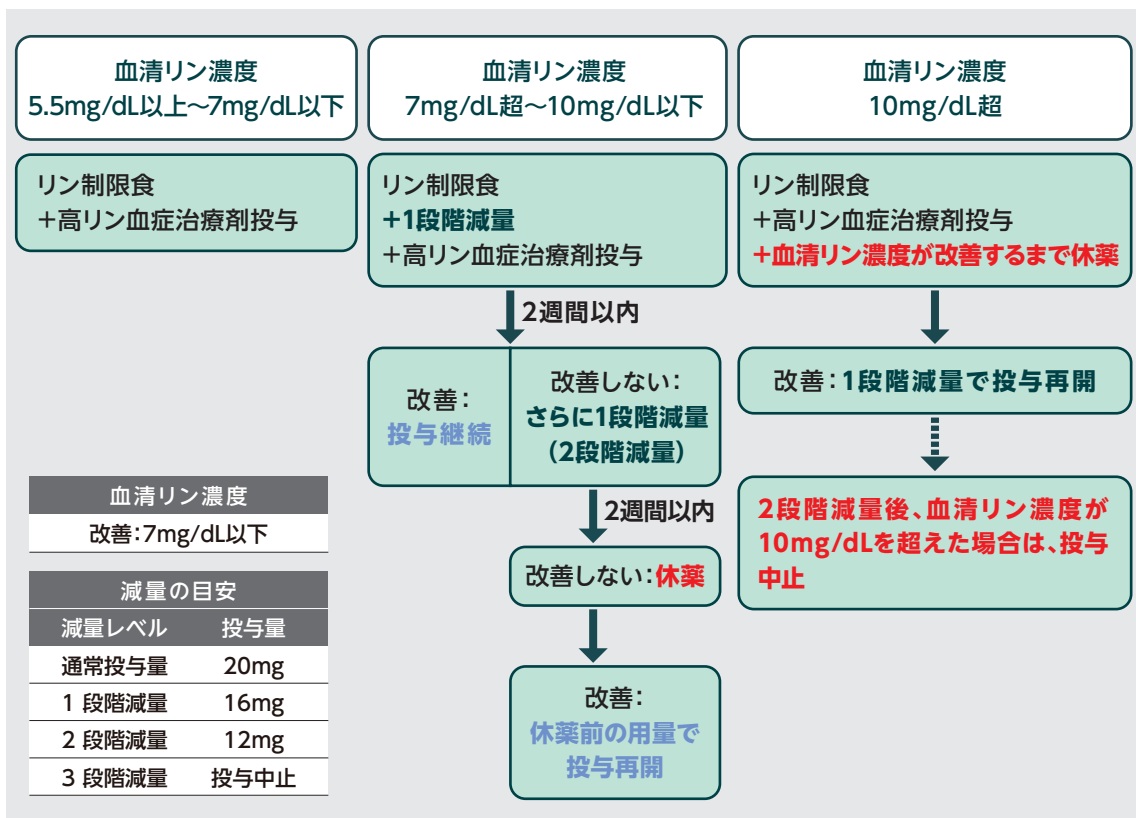 血清リン濃度
5.5mg/dL以上～7mg/dL以下
リン制限食
＋高リン血症治療剤投与
血清リン濃度
7mg/dL超～10mg/dL以下
リン制限食
＋1段階減量
＋高リン血症治療剤投与
2週間以内
改善：
投与継続
改善しない：
さらに1段階減量
（2段階減量）
2週間以内
改善しない：休薬
改善：
休薬前の用量で
投与再開
血清リン濃度
10mg/dL超
リン制限食
＋高リン血症治療剤投与
＋血清リン濃度が改善するまで休薬
改善：1段階減量で投与再開
2段階減量後、血清リン濃度が
10mg/dLを超えた場合は、投与
中止
血清リン濃度
改善：7mg/dL以下
減量の目安
減量レベル 投与量
通常投与量 20mg
1 段階減量 16mg
2 段階減量 12mg
3 段階減量 投与中止